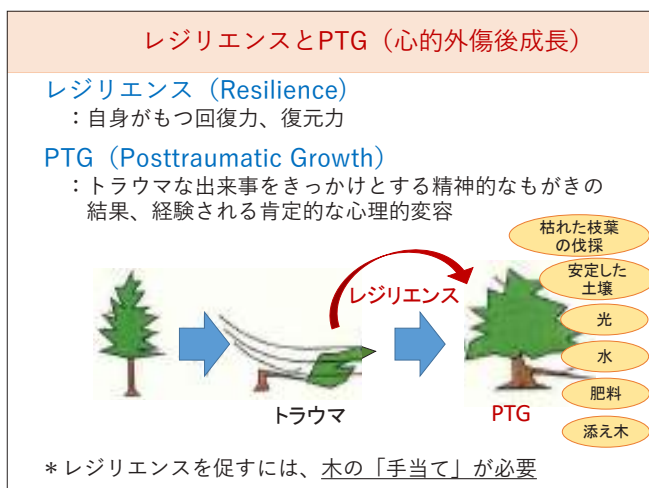 レジリエンスとPTG（心的外傷後成長）
レジリエンス（Resilience)
：自身がもつ回復力、復元力
PTG（Posttraumatic Growth）
：トラウマな出来事をきっかけとする精神的なもがきの
結果、経験される肯定的な心理的変容
枯れた枝葉
の伐採
安定した
土壌
レジリエンス
光
水
肥料
トラウマ
PTG
添え木
＊レジリエンスを促すには、木の「手当て」が必要